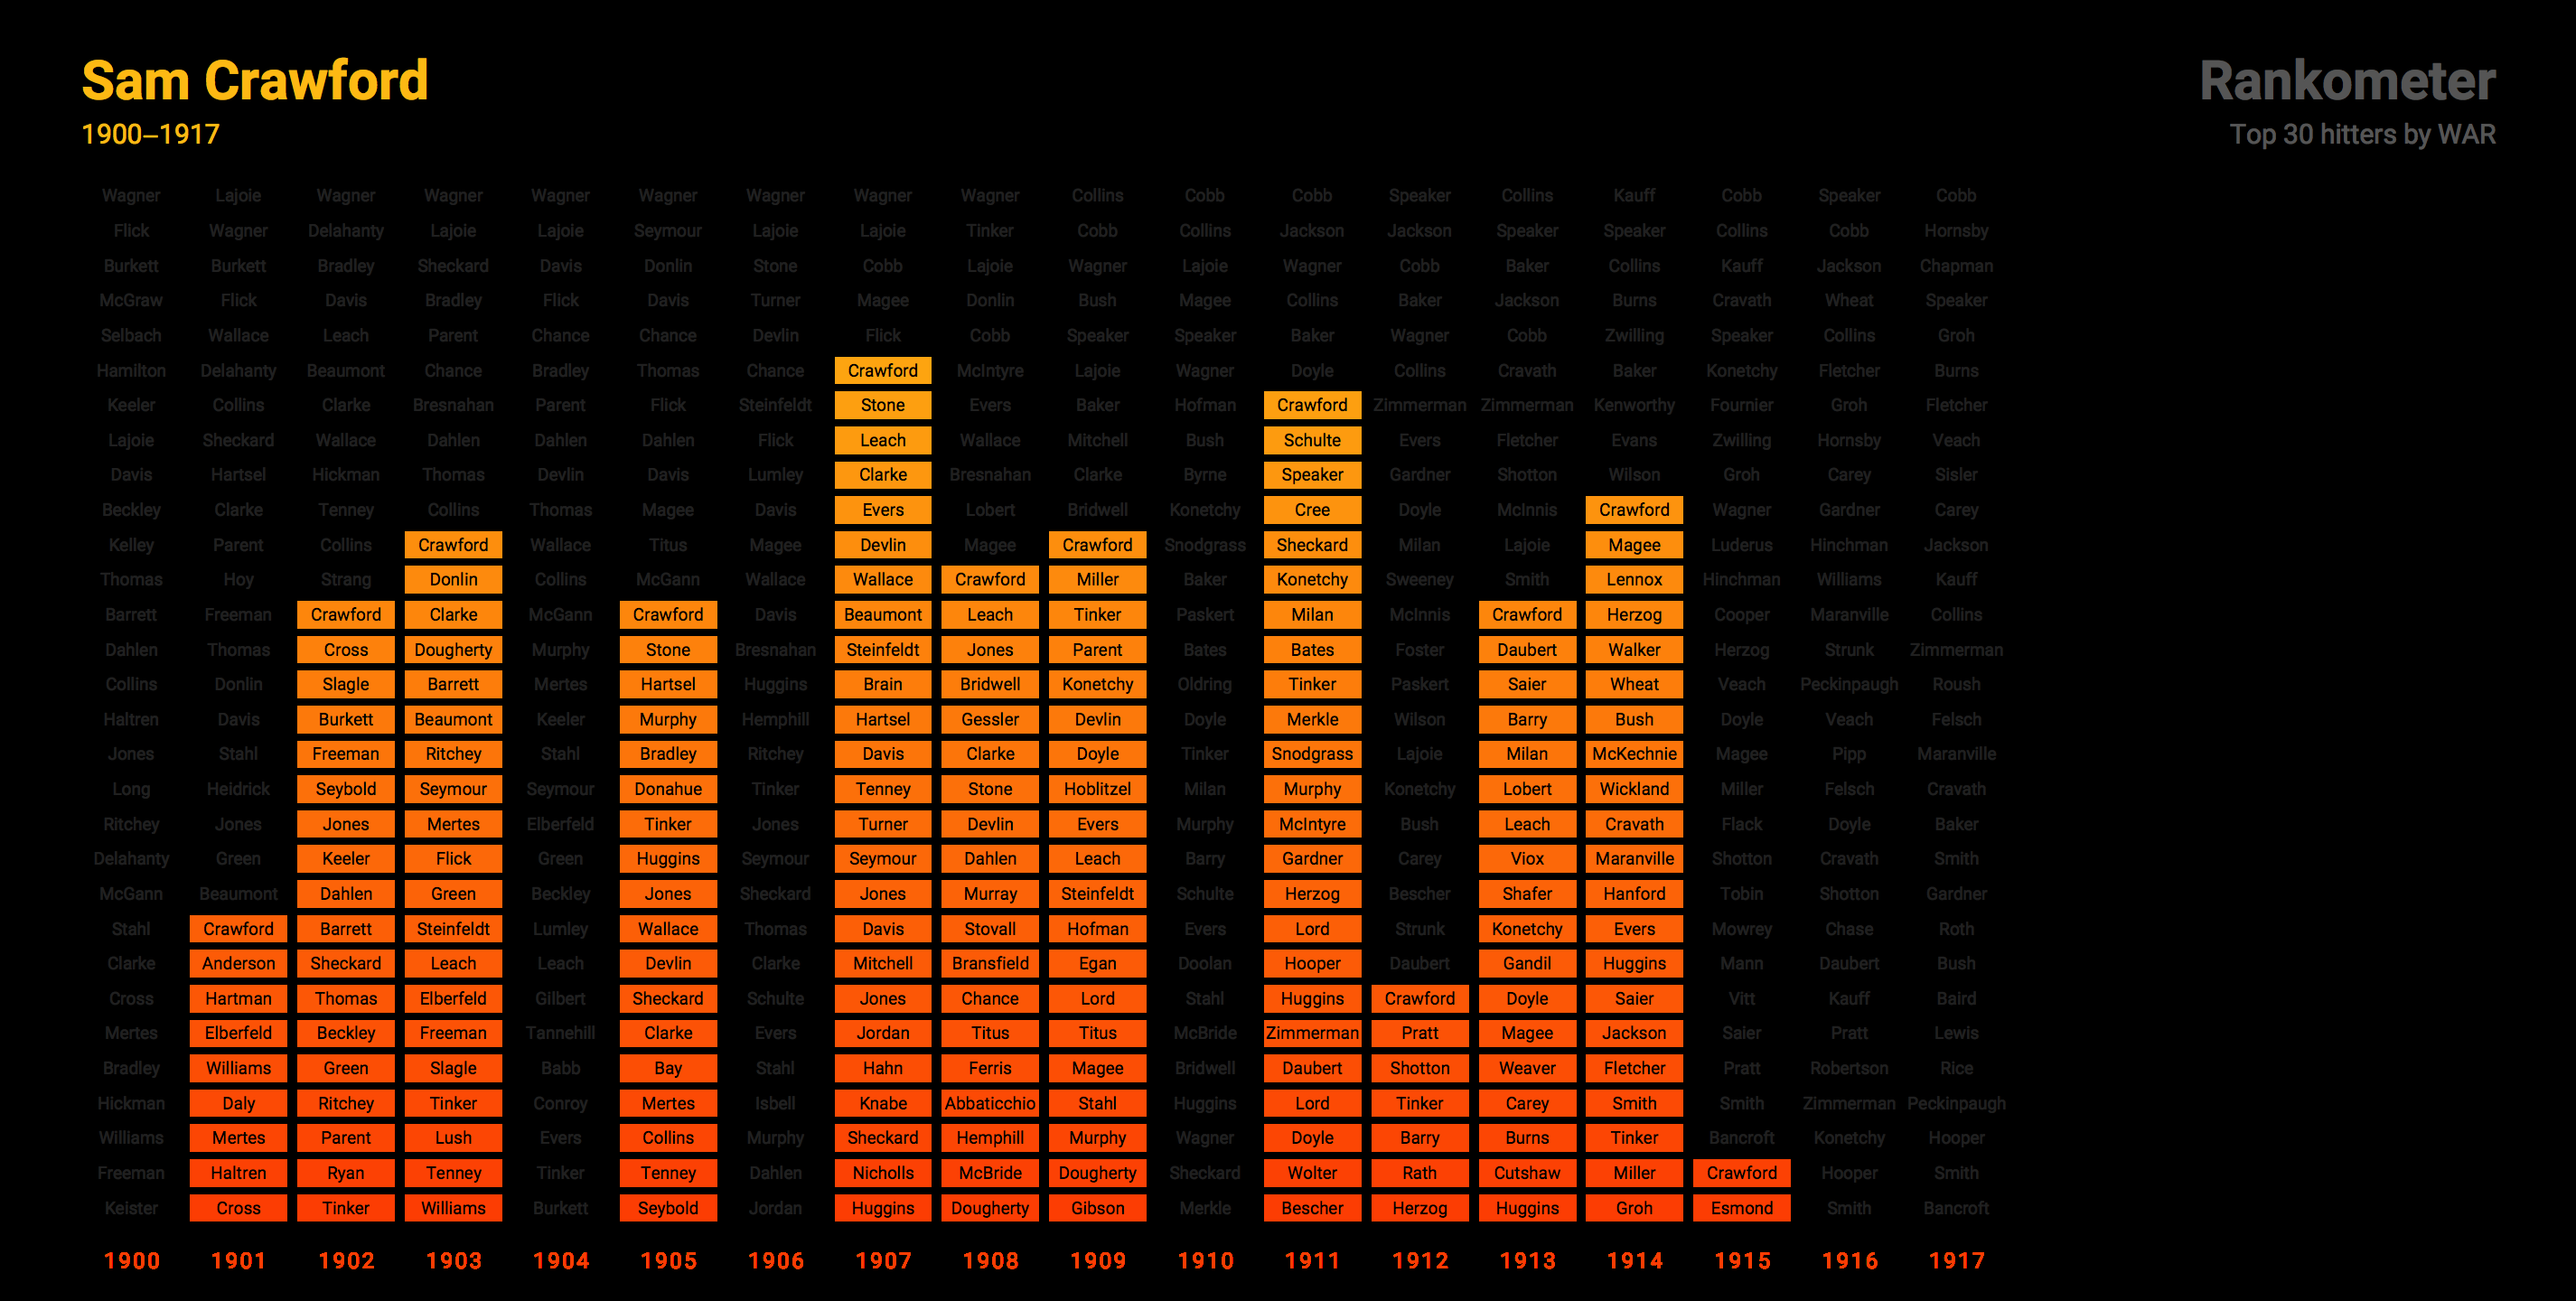 Sam Crawford
Rankometer
1900–1917
Top 30 hitters by WAR
Wagner Lajoie Wagner Wagner Wagner Wagner Wagner Wagner Wagner Collins Cobb Cobb Speaker Collins Kauff Cobb Speaker Cobb
Flick Wagner Delahanty Lajoie Lajoie Seymour Lajoie Lajoie Tinker Cobb Collins Jackson Jackson Speaker Speaker Collins Cobb Hornsby
Burkett Burkett Bradley Sheckard Davis Donlin Stone Cobb Lajoie Wagner Lajoie Wagner Cobb Baker Collins Kauff Jackson Chapman
McGraw Flick Davis Bradley Flick Davis Turner Magee Donlin Bush Magee Collins Baker Jackson Burns Cravath Wheat Speaker
Selbach Wallace Leach Parent Chance Chance Devlin Flick Cobb Speaker Speaker Baker Wagner Cobb Zwilling Speaker Collins Groh
Hamilton Delahanty Beaumont Chance Bradley Thomas Chance Crawford McIntyre Lajoie Wagner Doyle Collins Cravath Baker Konetchy Fletcher Burns
Keeler Collins Clarke Bresnahan Parent Flick Steinfeldt Stone Evers Baker Hofman Crawford Zimmerman Zimmerman Kenworthy Fournier Groh Fletcher
Lajoie Sheckard Wallace Dahlen Dahlen Dahlen Flick Leach Wallace Mitchell Bush Schulte Evers Fletcher Evans Zwilling Hornsby Veach
Davis Hartsel Hickman Thomas Devlin Davis Lumley Clarke Bresnahan Clarke Byrne Speaker Gardner Shotton Wilson Groh Carey Sisler
Beckley Clarke Tenney Collins Thomas Magee Davis Evers Lobert Bridwell Konetchy Cree Doyle McInnis Crawford Wagner Gardner Carey
Kelley Parent Collins Crawford Wallace Titus Magee Devlin Magee Crawford Snodgrass Sheckard Milan Lajoie Magee Luderus Hinchman Jackson
Thomas Hoy Strang Donlin Collins McGann Wallace Wallace Crawford Miller Baker Konetchy Sweeney Smith Lennox Hinchman Williams Kauff
Barrett Freeman Crawford Clarke McGann Crawford Davis Beaumont Leach Tinker Paskert Milan McInnis Crawford Herzog Cooper Maranville Collins
Dahlen Thomas Cross Dougherty Murphy Stone Bresnahan Steinfeldt Jones Parent Bates Bates Foster Daubert Walker Herzog Strunk Zimmerman
Collins Donlin Slagle Barrett Mertes Hartsel Huggins Brain Bridwell Konetchy Oldring Tinker Paskert Saier Wheat Veach Peckinpaugh Roush
Haltren Davis Burkett Beaumont Keeler Murphy Hemphill Hartsel Gessler Devlin Doyle Merkle Wilson Barry Bush Doyle Veach Felsch
Jones Stahl Freeman Ritchey Stahl Bradley Ritchey Davis Clarke Doyle Tinker Snodgrass Lajoie Milan McKechnie Magee Pipp Maranville
Long Heidrick Seybold Seymour Seymour Donahue Tinker Tenney Stone Hoblitzel Milan Murphy Konetchy Lobert Wickland Miller Felsch Cravath
Ritchey Jones Jones Mertes Elberfeld Tinker Jones Turner Devlin Evers Murphy McIntyre Bush Leach Cravath Flack Doyle Baker
Delahanty Green Keeler Flick Green Huggins Seymour Seymour Dahlen Leach Barry Gardner Carey Viox Maranville Shotton Cravath Smith
McGann Beaumont Dahlen Green Beckley Jones Sheckard Jones Murray Steinfeldt Schulte Herzog Bescher Shafer Hanford Tobin Shotton Gardner
Stahl Crawford Barrett Steinfeldt Lumley Wallace Thomas Davis Stovall Hofman Evers Lord Strunk Konetchy Evers Mowrey Chase Roth
Clarke Anderson Sheckard Leach Leach Devlin Clarke Mitchell Bransfield Egan Doolan Hooper Daubert Gandil Huggins Mann Daubert Bush
Cross Hartman Thomas Elberfeld Gilbert Sheckard Schulte Jones Chance Lord Stahl Huggins Crawford Doyle Saier Vitt Kauff Baird
Mertes Elberfeld Beckley Freeman Tannehill Clarke Evers Jordan Titus Titus McBride Zimmerman Pratt Magee Jackson Saier Pratt Lewis
Bradley Williams Green Slagle Babb Bay Stahl Hahn Ferris Magee Bridwell Daubert Shotton Weaver Fletcher Pratt Robertson Rice
Hickman Daly Ritchey Tinker Conroy Mertes Isbell Knabe Abbaticchio Stahl Huggins Lord Tinker Carey Smith Smith Zimmerman Peckinpaugh
Williams Mertes Parent Lush Evers Collins Murphy Sheckard Hemphill Murphy Wagner Doyle Barry Burns Tinker Bancroft Konetchy Hooper
Freeman Haltren Ryan Tenney Tinker Tenney Dahlen Nicholls McBride Dougherty Sheckard Wolter Rath Cutshaw Miller Crawford Hooper Smith
Keister Cross Tinker Williams Burkett Seybold Jordan Huggins Dougherty Gibson Merkle Bescher Herzog Huggins Groh Esmond Smith Bancroft
1900 1901 1902 1903 1904 1905 1906 1907 1908 1909 1910 1911 1912 1913 1914 1915 1916 1917